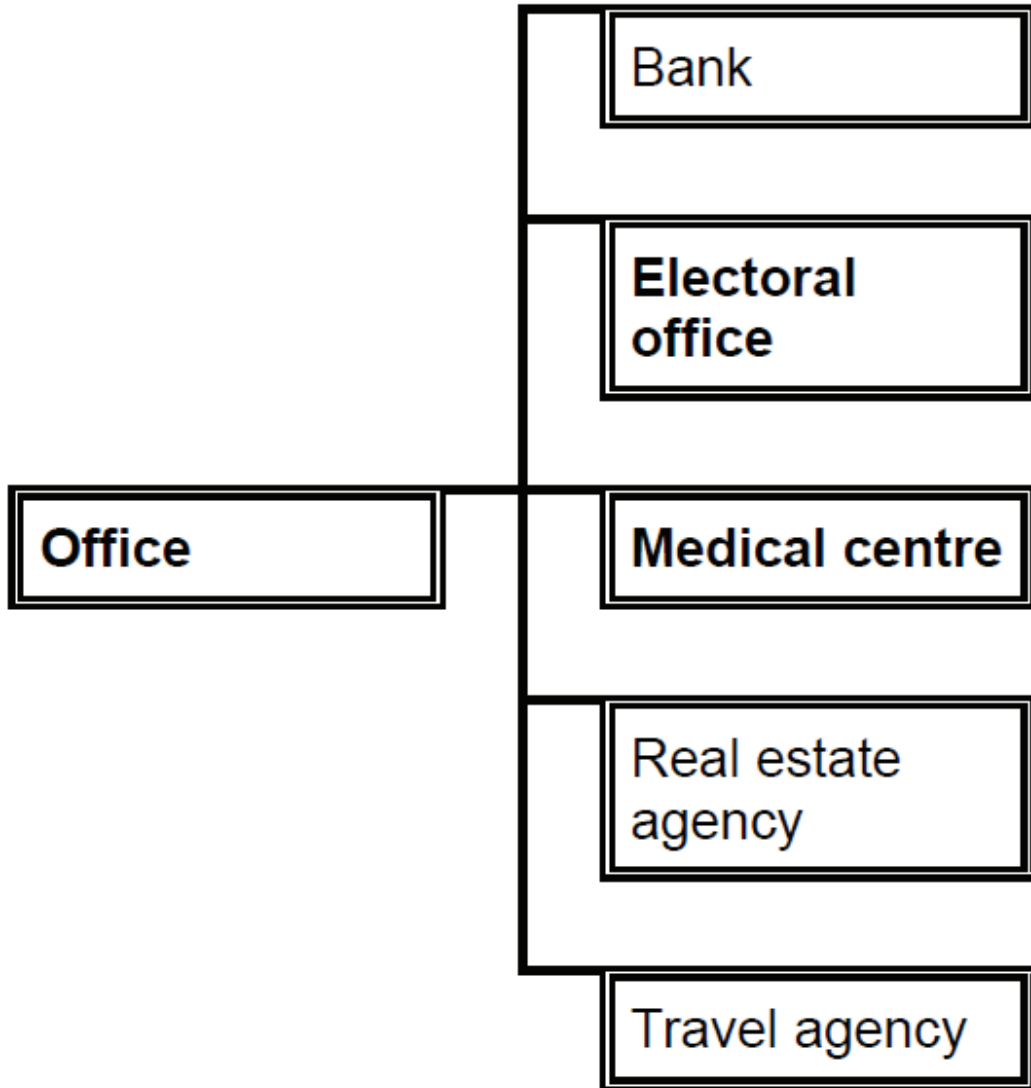 Bank
Electoral
office
Office
Medical centre
Real estate
agency
Travel agency